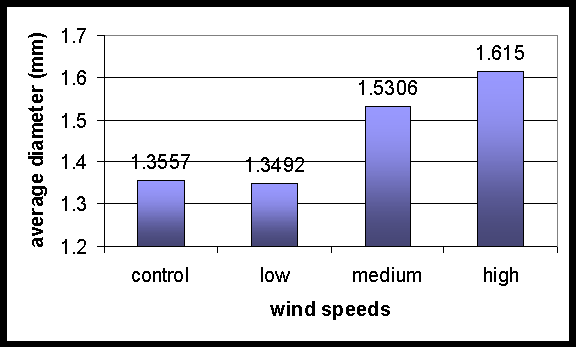 average diameter (mm)
1.7
1.6
1.5
1.4
1.3
1.2
1.3557
1.3492
1.5306
1.615
control
low
medium
high
wind speeds